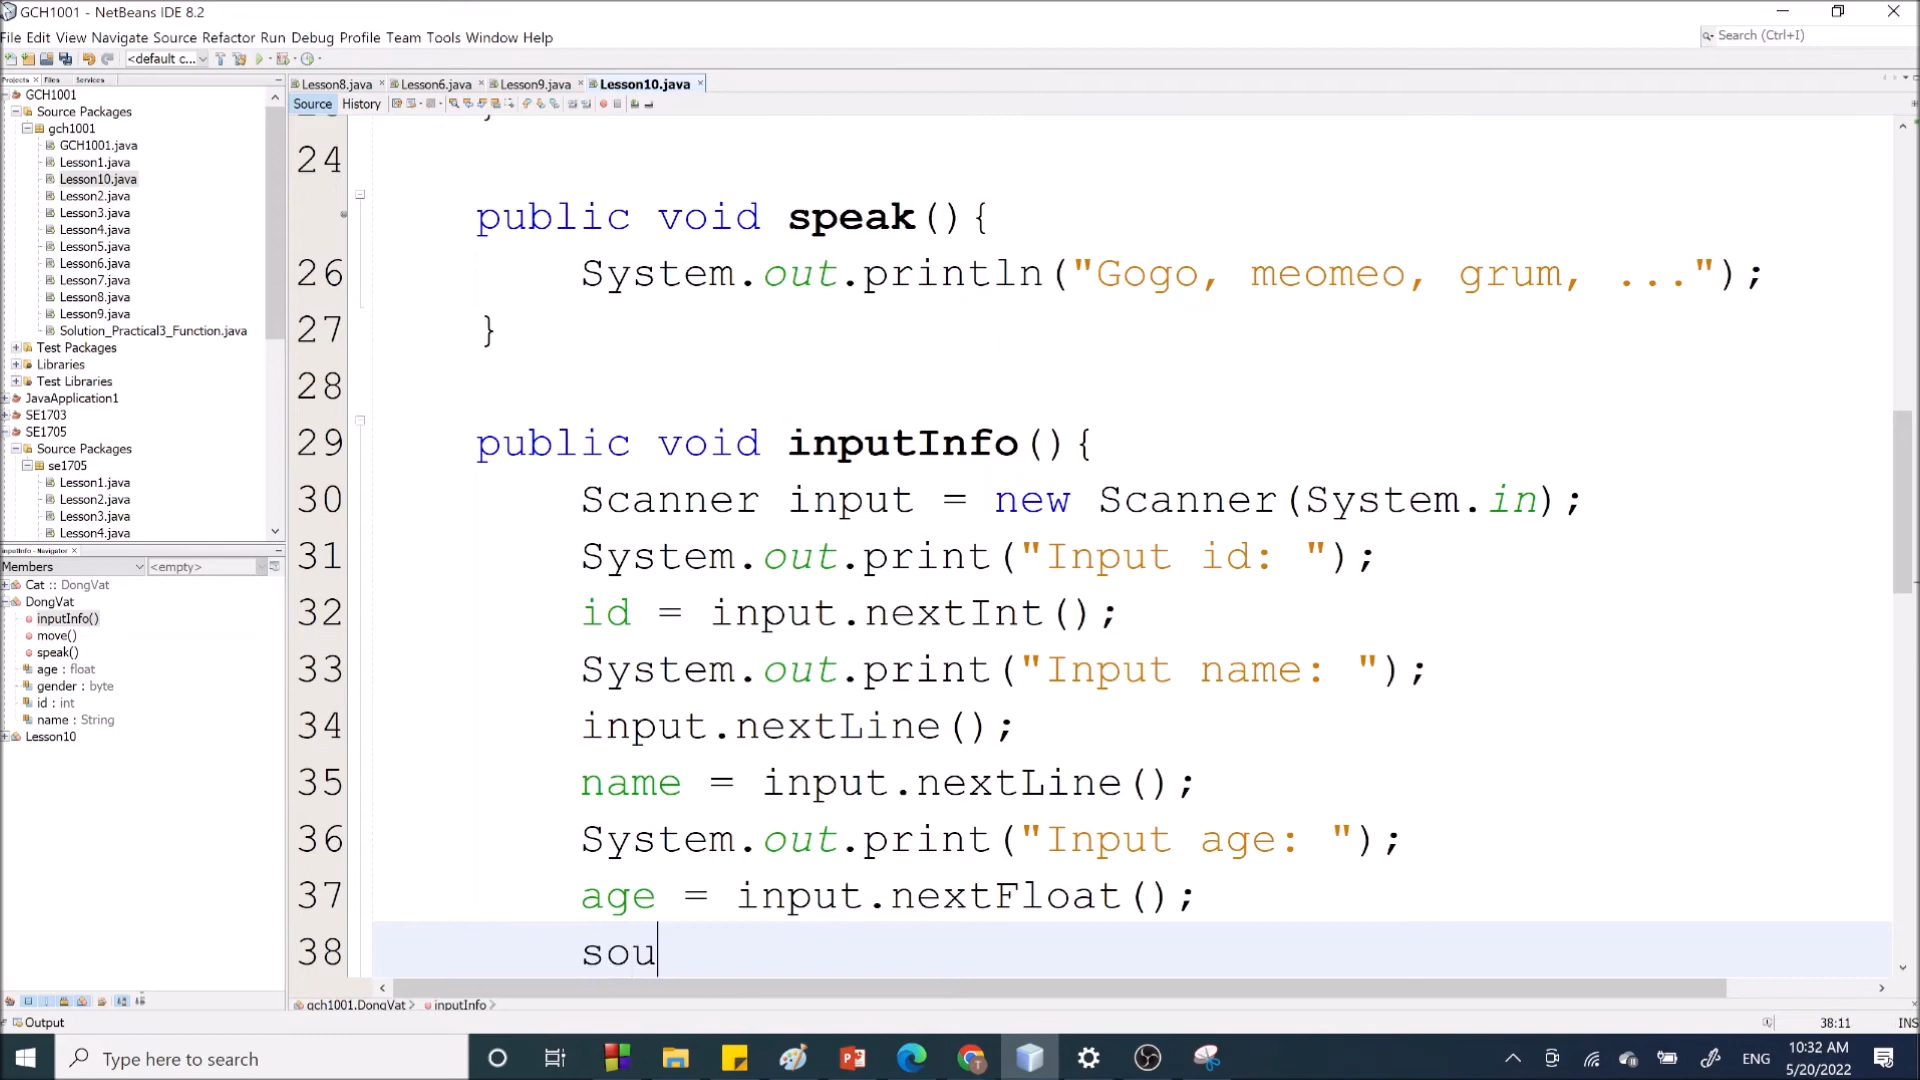 GCH1001 - NetBeans IDE 8.2
File Edit View Navigate Source Refactor Run Debug Profile Team Tools Window Help
Search (Ctrl+I)
<default c...
Projects Files Services
Lesson8.java Lesson6.java Lesson9.java Lesson10.java
Source History
GCH1001
Source Packages
gch1001
GCH1001.java
Lesson1.java
Lesson10.java
Lesson2.java
Lesson3.java
Lesson4.java
Lesson5.java
Lesson6.java
Lesson7.java
Lesson8.java
Lesson9.java
Solution_Practical3_Function.java
Test Packages
Libraries
Test Libraries
JavaApplication1
SE1703
SE1705
Source Packages
se1705
Lesson1.java
Lesson2.java
Lesson3.java
Lesson4.java
inputInfo - Navigator
Members <empty>
Cat :: DongVat
DongVat
inputInfo()
move()
speak()
age : float
gender : byte
id : int
name : String
Lesson10
24
public void speak(){
26 System.out.println("Gogo, meomeo, grum, ...");
27 }
28
29 public void inputInfo(){
30 Scanner input = new Scanner(System.in);
31 System.out.print("Input id: ");
32 id = input.nextInt();
33 System.out.print("Input name: ");
34 input.nextLine();
35 name = input.nextLine();
36 System.out.print("Input age: ");
37 age = input.nextFloat();
38 sou
gch1001.DongVat inputInfo
Output
38:11 INS
Type here to search
ENG
10:32 AM
5/20/2022